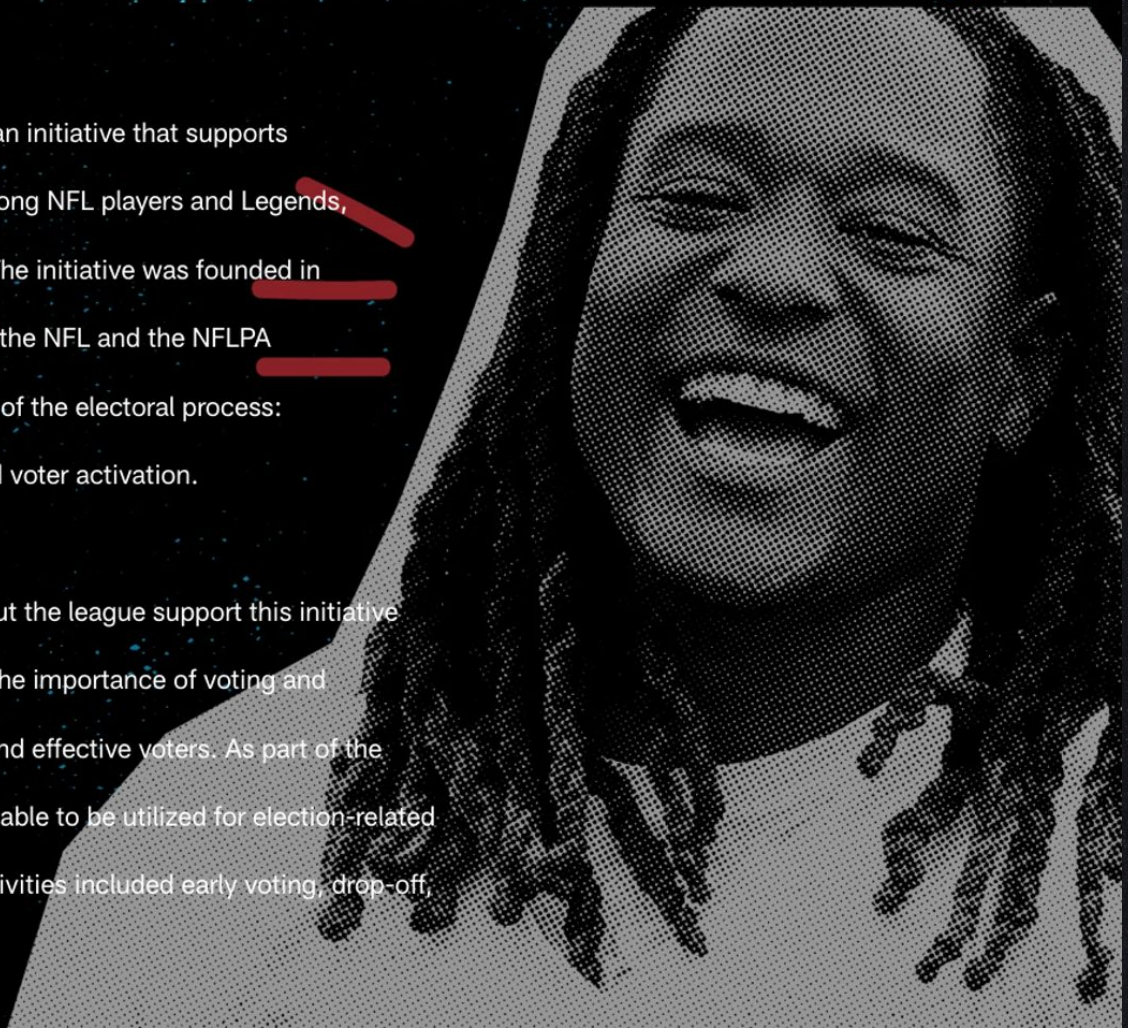 an initiative that supports
ong NFL players and Legends,
he initiative was founded in
the NFL and the NFLPA
of the electoral process:
voter activation.
ut the league support this initiative
he importance of voting and
nd effective voters. As part of the
able to be utilized for election-related
ivities included early voting, drop-off,